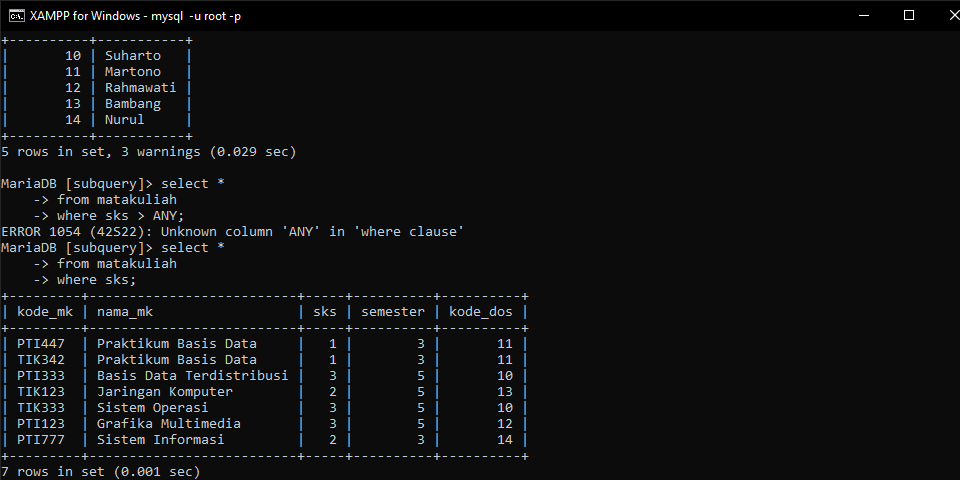 XAMPP for Windows - mysql  -u root -p
+----------+-----------+
|       10 | Suharto   |
|       11 | Martono   |
|       12 | Rahmawati |
|       13 | Bambang   |
|       14 | Nurul     |
+----------+-----------+
5 rows in set, 3 warnings (0.029 sec)
MariaDB [subquery]> select *
    -> from matakuliah
    -> where sks > ANY;
ERROR 1054 (42S22): Unknown column 'ANY' in 'where clause'
MariaDB [subquery]> select *
    -> from matakuliah
    -> where sks;
+---------+--------------------------+-----+----------+----------+
| kode_mk | nama_mk                  | sks | semester | kode_dos |
+---------+--------------------------+-----+----------+----------+
| PTI447  | Praktikum Basis Data     |   1 |        3 |       11 |
| TIK342  | Praktikum Basis Data     |   1 |        3 |       11 |
| PTI333  | Basis Data Terdistribusi |   3 |        5 |       10 |
| TIK123  | Jaringan Komputer        |   2 |        5 |       13 |
| TIK333  | Sistem Operasi           |   3 |        5 |       10 |
| PTI123  | Grafika Multimedia       |   3 |        5 |       12 |
| PTI777  | Sistem Informasi         |   2 |        3 |       14 |
+---------+--------------------------+-----+----------+----------+
7 rows in set (0.001 sec)